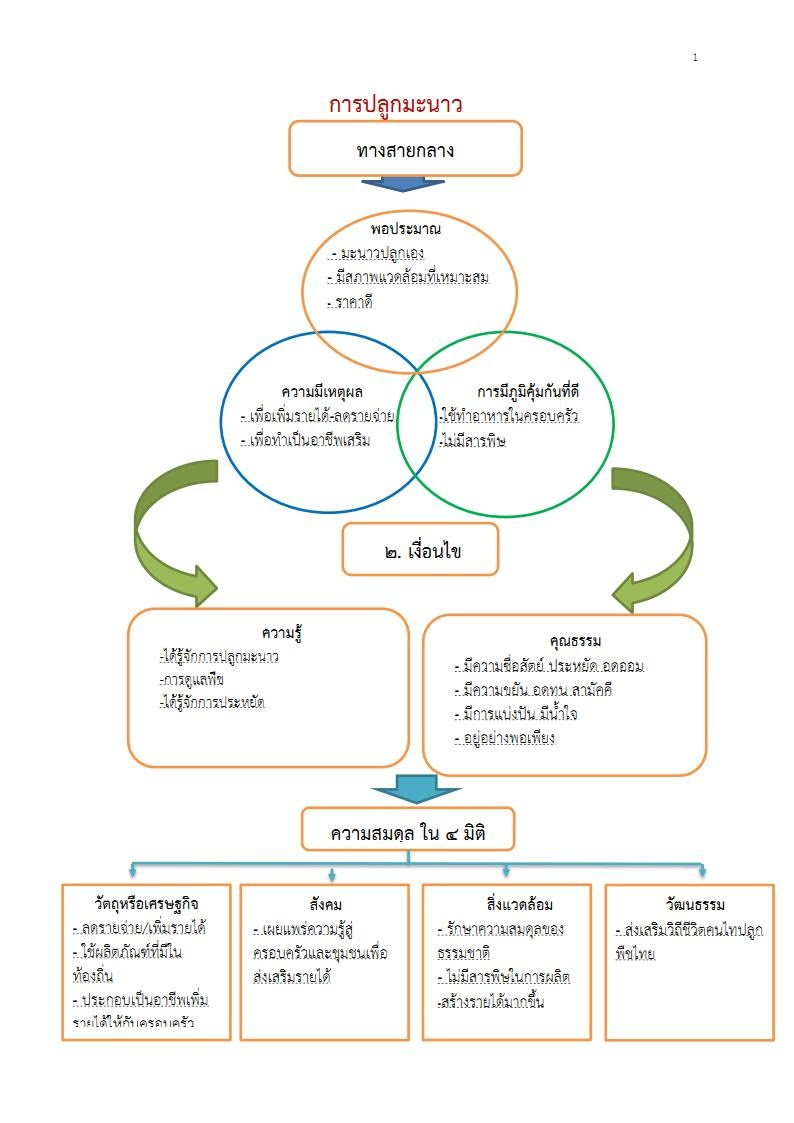 1
การปลูกมะนาว
ทางสายกลาง
พอประมาณ
- มะนาวปลูกเอง
- มีสภาพแวดล้อมที่เหมาะสม
- ราคาดี
ความมีเหตุผล
- เพื่อเพิ่มรายได้-ลดรายจ่าย
- เพื่อทำเป็นอาชีพเสริม
การมีภูมิคุ้มกันที่ดี
-ใช้ทำอาหารในครอบครัว
-ไม่มีสารพิษ
๒. เงื่อนไข
ความรู้
-ได้รู้จักการปลูกมะนาว
-การดูแลพืช
-ได้รู้จักการประหยัด
คุณธรรม
- มีความซื่อสัตย์ ประหยัด อดออม
- มีความขยัน อดทน สามัคคี
- มีการแบ่งปัน มีน้ำใจ
- อยู่อย่างพอเพียง
ความสมดุล ใน ๔ มิติ
วัตถุหรือเศรษฐกิจ
- ลดรายจ่าย/เพิ่มรายได้
- ใช้ผลิตภัณฑ์ที่มีใน
ท้องถิ่น
- ประกอบเป็นอาชีพเพิ่ม
รายได้ให้กับครอบครัว
สังคม
- เผยแพร่ความรู้สู่
ครอบครัวและชุมชนเพื่อ
ส่งเสริมรายได้
สิ่งแวดล้อม
- รักษาความสมดุลของ
ธรรมชาติ
- ไม่มีสารพิษในการผลิต
-สร้างรายได้มากขึ้น
วัฒนธรรม
- ส่งเสริมวิถีชีวิตคนไทปลูก
พืชไทย